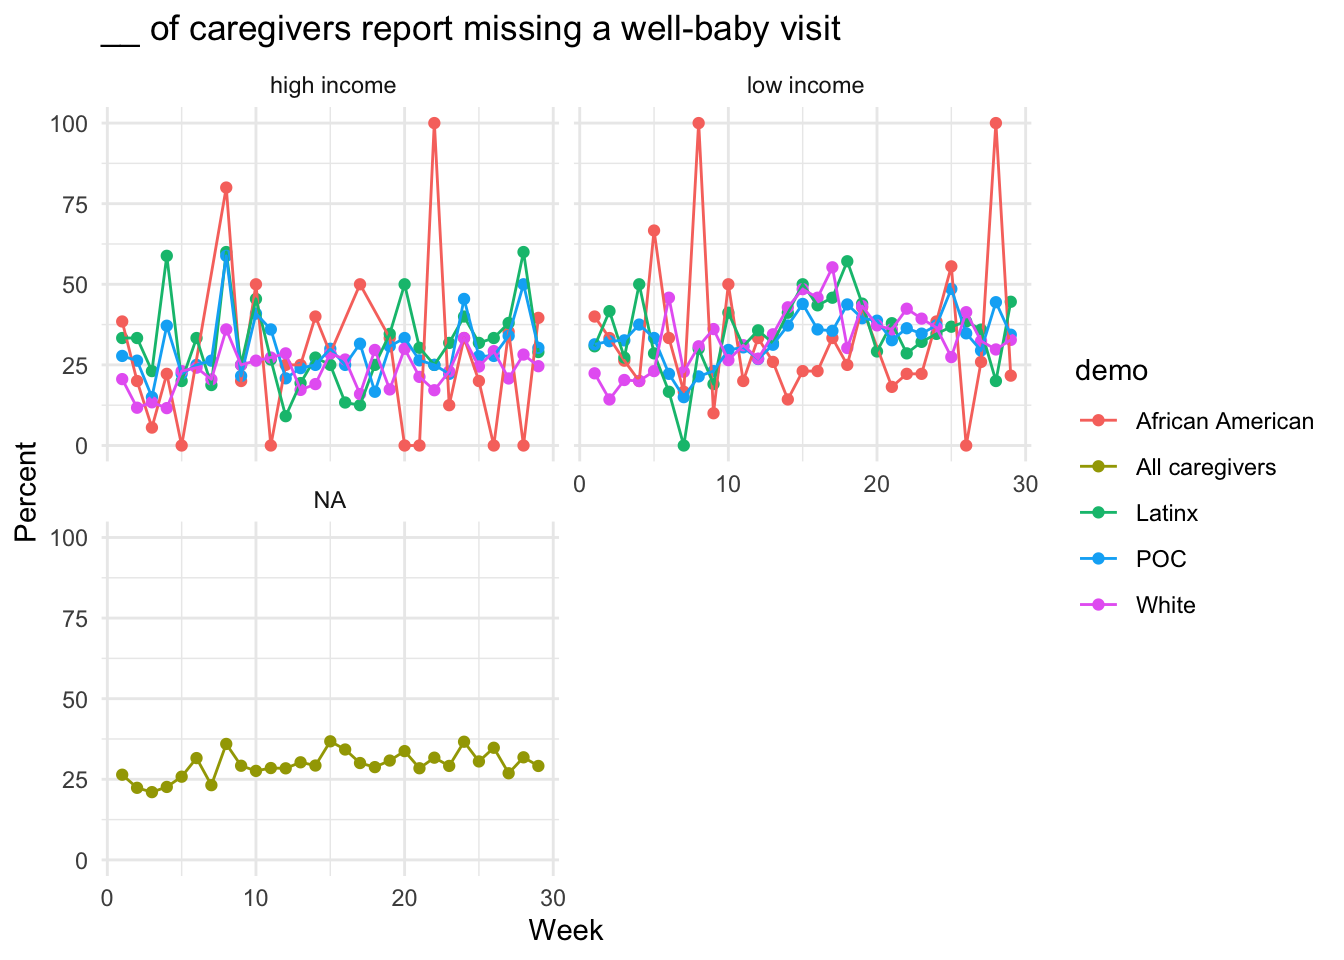 __ of caregivers report missing a well-baby visit
high income
low income
100
75
50
25
0
0 10 20 30
NA
100
75
50
25
0
0 10 20 30
Percent
Week
demo
African American
All caregivers
Latinx
POC
White